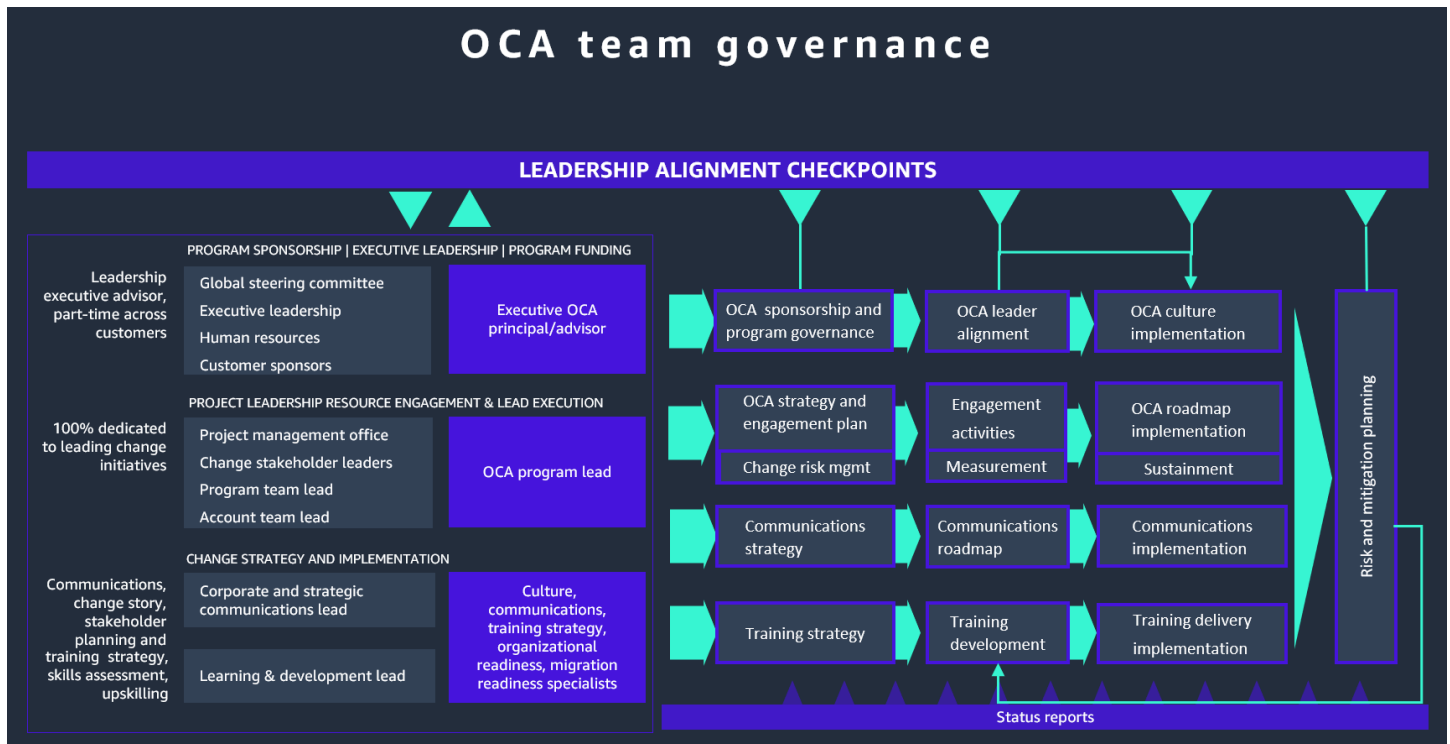 OCA team governance
LEADERSHIP ALIGNMENT CHECKPOINTS
PROGRAM SPONSORSHIP | EXECUTIVE LEADERSHIP | PROGRAM FUNDING
Leadership
executive advisor,
part-time across
customers
Global steering committee
Executive leadership
Human resources
Customer sponsors
Executive OCA
principal/advisor
PROJECT LEADERSHIP RESOURCE ENGAGEMENT & LEAD EXECUTION
100% dedicated
to leading change
initiatives
Project management office
Change stakeholder leaders
Program team lead
Account team lead
OCA program lead
CHANGE STRATEGY AND IMPLEMENTATION
Communications,
change story,
stakeholder
planning and
training strategy,
skills assessment,
upskilling
Corporate and strategic
communications lead
Learning & development lead
Culture,
communications,
training strategy,
organizational
readiness, migration
readiness specialists
OCA sponsorship and
program governance
OCA leader
alignment
OCA culture
implementation
OCA strategy and
engagement plan
Change risk mgmt
Engagement
activities
Measurement
OCA roadmap
implementation
Sustainment
Communications
strategy
Communications
roadmap
Communications
implementation
Training strategy
Training
development
Training delivery
implementation
Risk and mitigation planning
Status reports